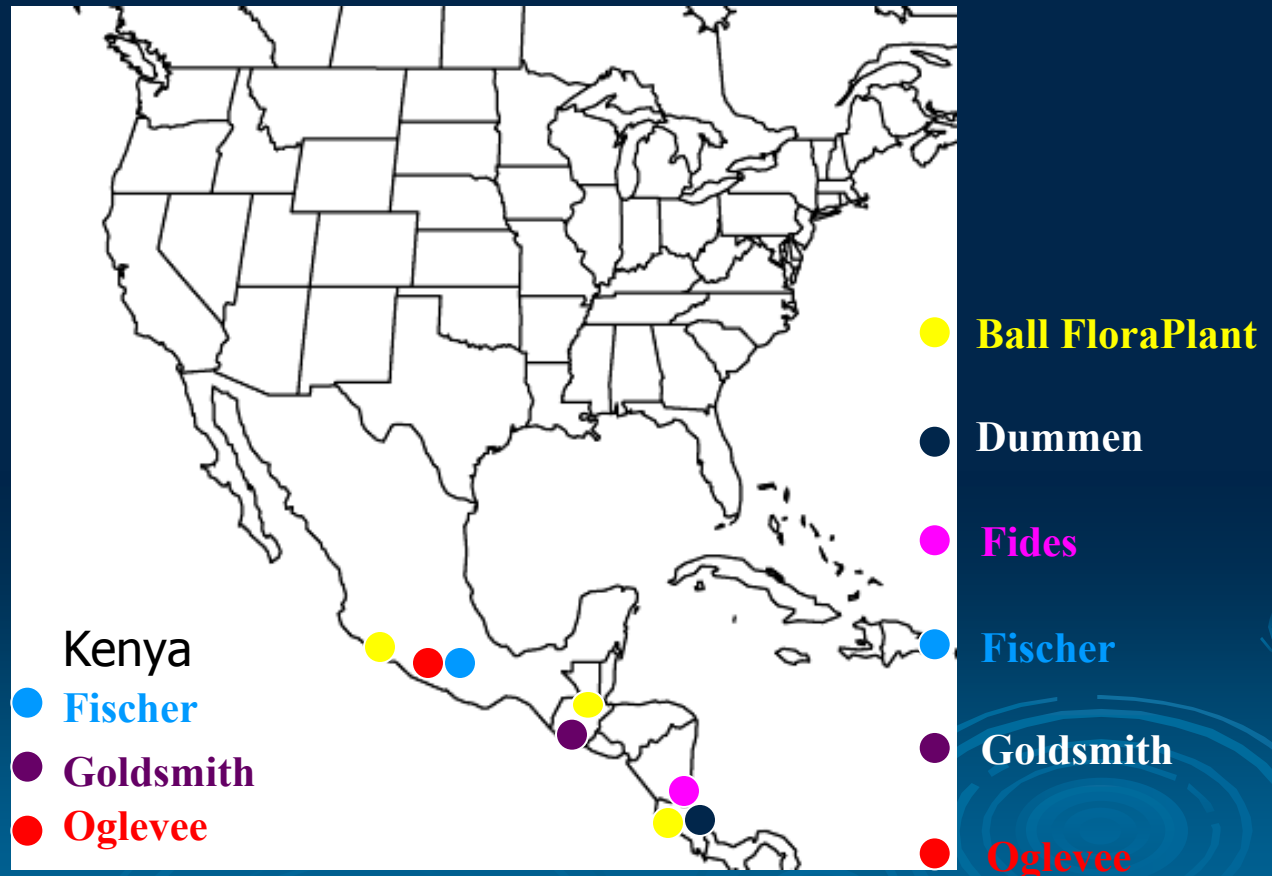 Kenya
Fischer
Goldsmith
Oglevee
Ball FloraPlant
Dummen
Fides
Fischer
Goldsmith
Oglevee